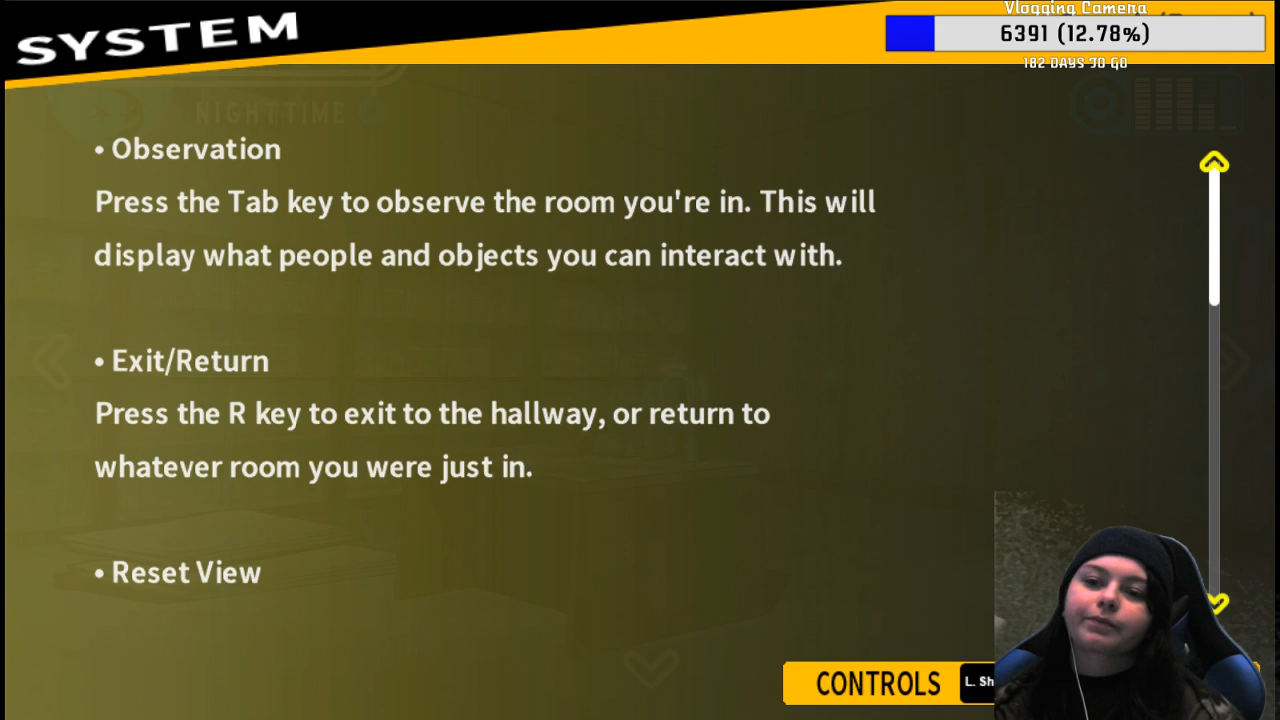 SYSTEM
Vlogging Camera
6391 (12.78%)
182 DAYS TO GO
NIGHTTIME
• Observation
Press the Tab key to observe the room you're in. This will
display what people and objects you can interact with.
• Exit/Return
Press the R key to exit to the hallway, or return to
whatever room you were just in.
• Reset View
CONTROLS
L. Sh